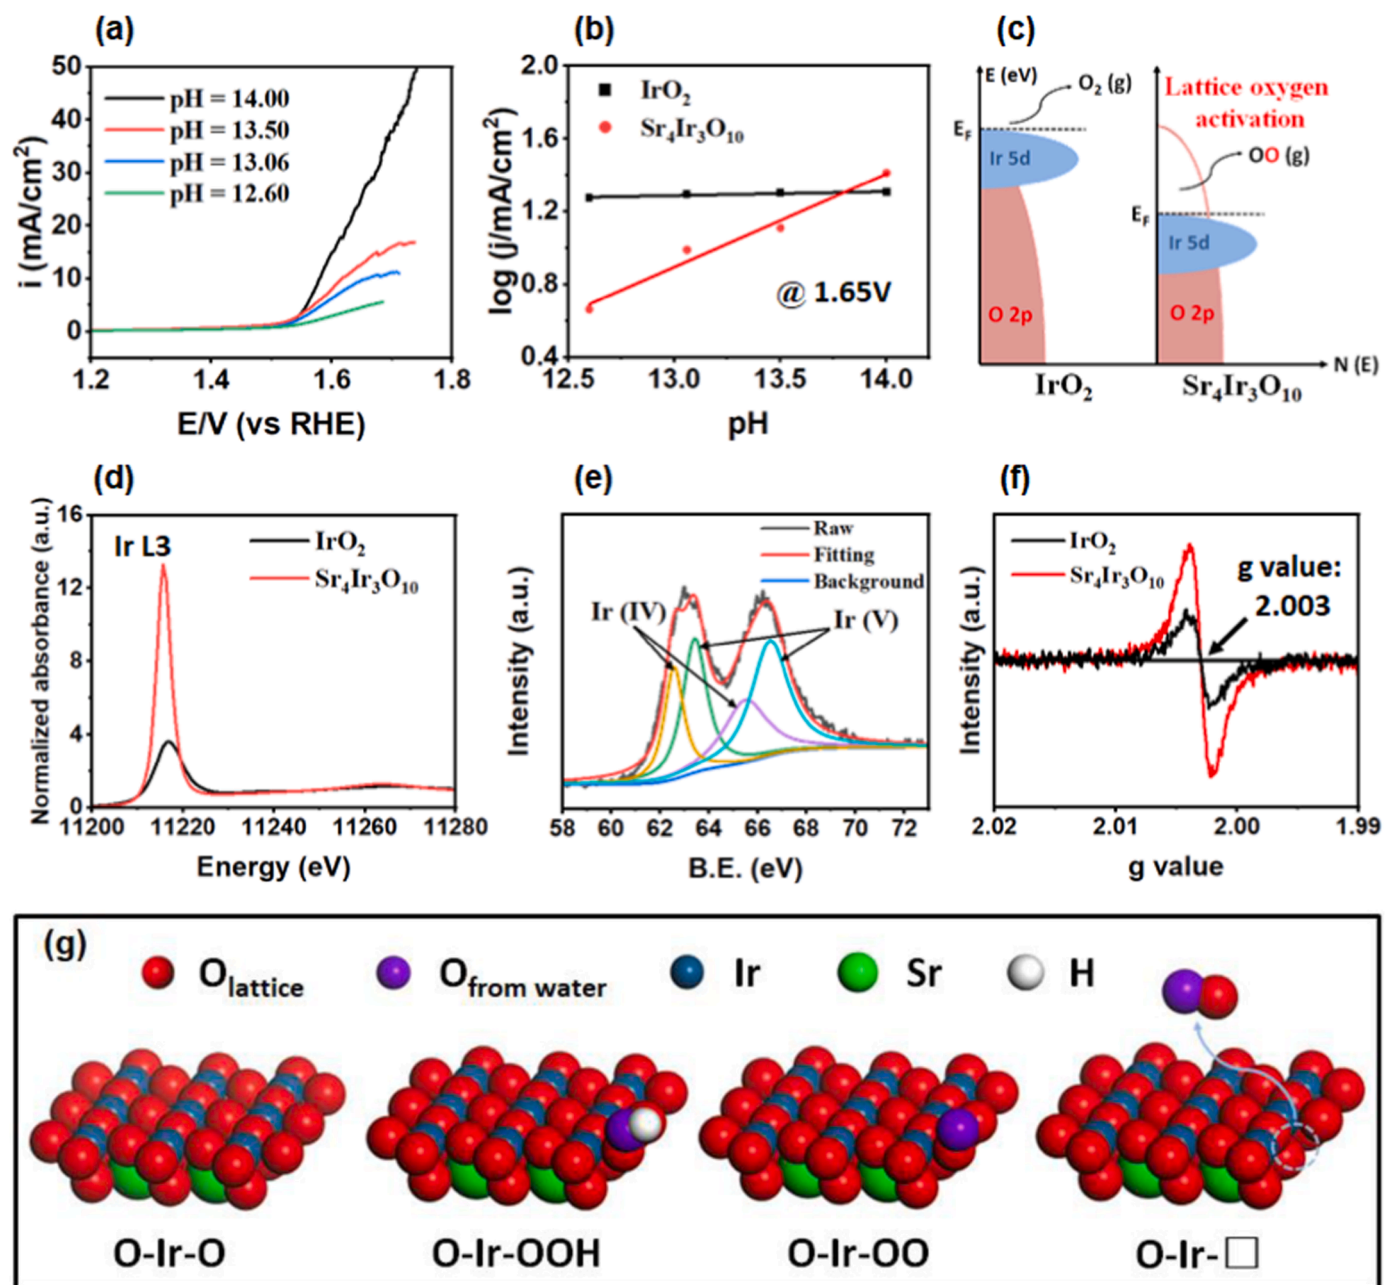 (a)
50
40
30
20
10
0
i (mA/cm²)
pH = 14.00
pH = 13.50
pH = 13.06
pH = 12.60
1.2 1.4 1.6 1.8
E/V (vs RHE)
(b)
2.0
1.6
1.2
0.8
0.4
log (j/mA/cm²)
IrO₂
Sr₄Ir₃O₁₀
@ 1.65V
12.5 13.0 13.5 14.0
pH
(c)
E (eV)
O₂ (g)
E_F
Ir 5d
O 2p
IrO₂
Lattice oxygen
activation
OO (g)
E_F
Ir 5d
O 2p
N (E)
Sr₄Ir₃O₁₀
(d)
16
12
8
4
0
Normalized absorbance (a.u.)
Ir L3
IrO₂
Sr₄Ir₃O₁₀
11200 11220 11240 11260 11280
Energy (eV)
(e)
Intensity (a.u.)
Raw
Fitting
Background
Ir (IV)
Ir (V)
58 60 62 64 66 68 70 72
B.E. (eV)
(f)
Intensity (a.u.)
IrO₂
Sr₄Ir₃O₁₀
g value:
2.003
2.02 2.01 2.00 1.99
g value
(g)
O_lattice O_from water Ir Sr H
O-Ir-O O-Ir-OOH O-Ir-OO O-Ir-□